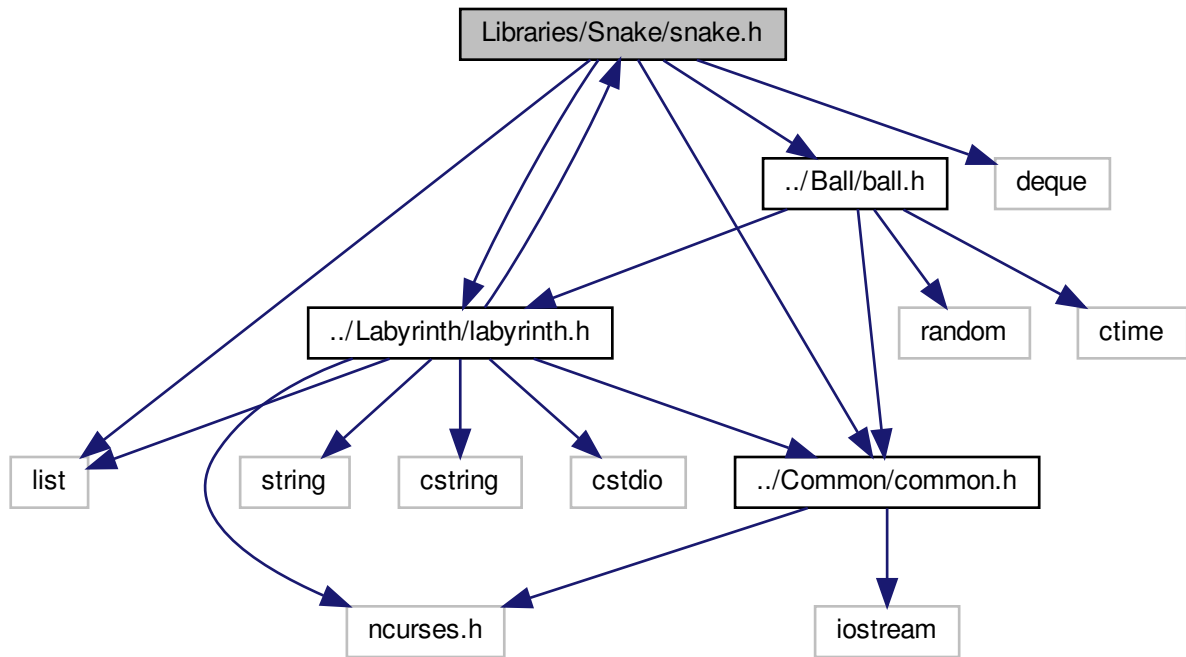 Libraries/Snake/snake.h
../Ball/ball.h
deque
../Labyrinth/labyrinth.h
random
ctime
list
string
cstring
cstdio
../Common/common.h
ncurses.h
iostream